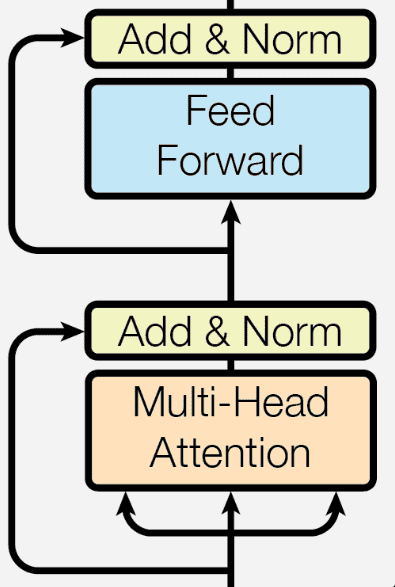 Add & Norm
Feed
Forward
Add & Norm
Multi-Head
Attention